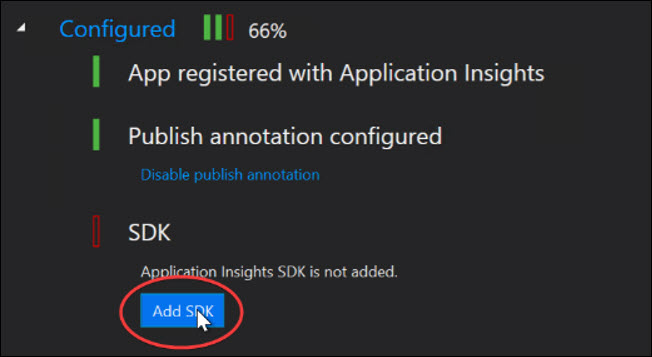 Configured 66%
App registered with Application Insights
Publish annotation configured
Disable publish annotation
SDK
Application Insights SDK is not added.
Add SDK